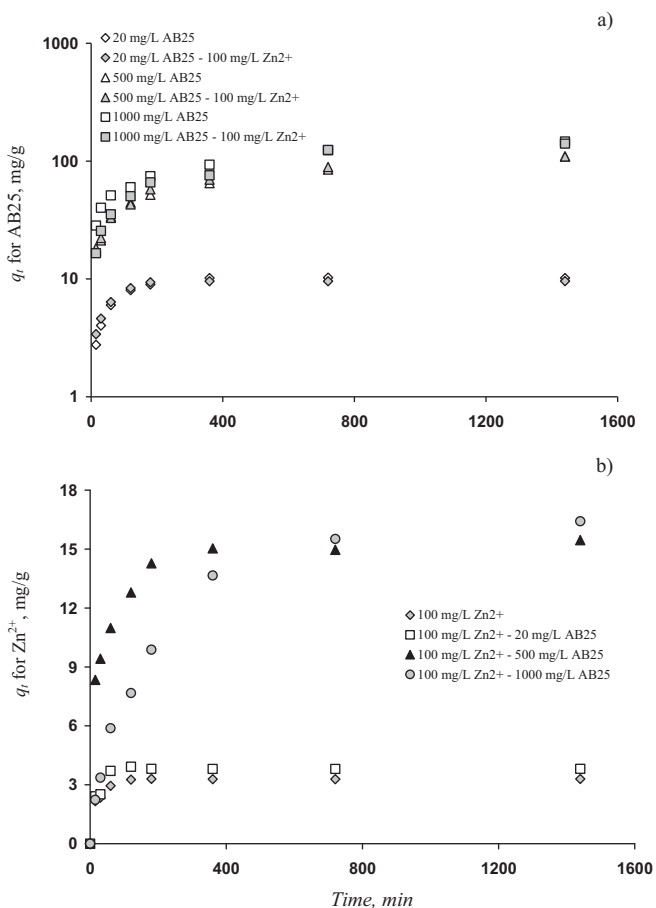 a)
1000
100
10
1
20 mg/L AB25
20 mg/L AB25 - 100 mg/L Zn2+
500 mg/L AB25
500 mg/L AB25 - 100 mg/L Zn2+
1000 mg/L AB25
1000 mg/L AB25 - 100 mg/L Zn2+
qt for AB25, mg/g
0 400 800 1200 1600
b)
18
15
12
9
6
3
0
100 mg/L Zn2+
100 mg/L Zn2+ - 20 mg/L AB25
100 mg/L Zn2+ - 500 mg/L AB25
100 mg/L Zn2+ - 1000 mg/L AB25
qt for Zn2+, mg/g
0 400 800 1200 1600
Time, min